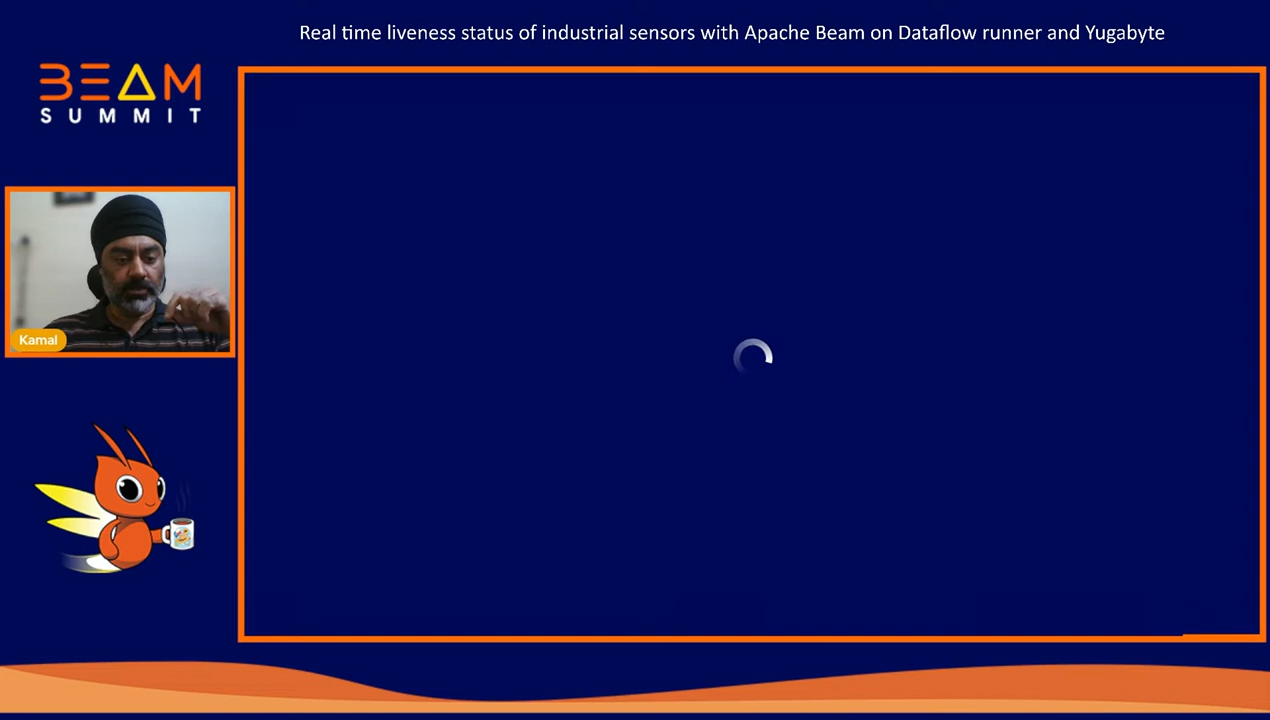 Real time liveness status of industrial sensors with Apache Beam on Dataflow runner and Yugabyte
BEAM
SUMMIT
Kamal